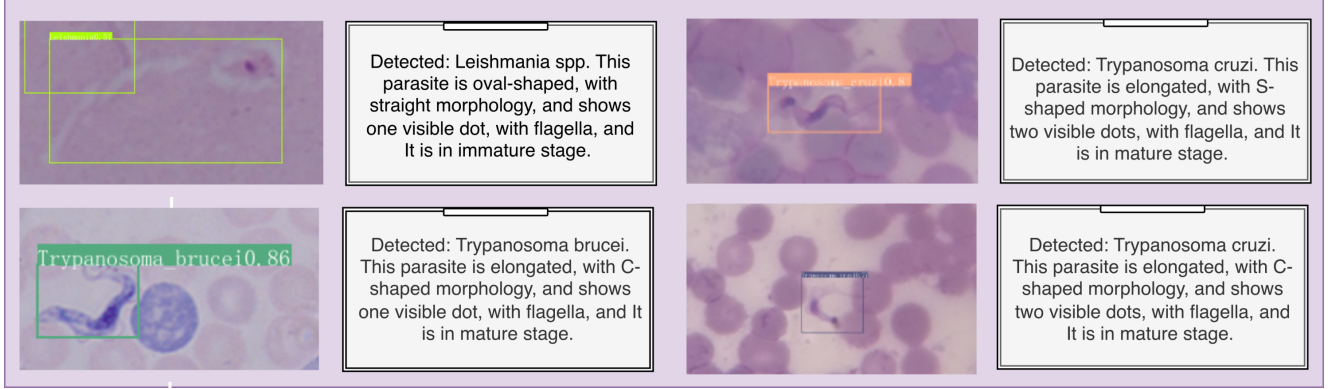 Leishmania0.81
Detected: Leishmania spp. This
parasite is oval-shaped, with
straight morphology, and shows
one visible dot, with flagella, and
It is in immature stage.
Trypanosoma_cruzi0.8
Detected: Trypanosoma cruzi. This
parasite is elongated, with S-
shaped morphology, and shows
two visible dots, with flagella, and It
is in mature stage.
Trypanosoma_brucei0.86
Detected: Trypanosoma brucei.
This parasite is elongated, with C-
shaped morphology, and shows
one visible dot, with flagella, and It
is in mature stage.
Detected: Trypanosoma cruzi.
This parasite is elongated, with C-
shaped morphology, and shows
two visible dots, with flagella, and
It is in mature stage.